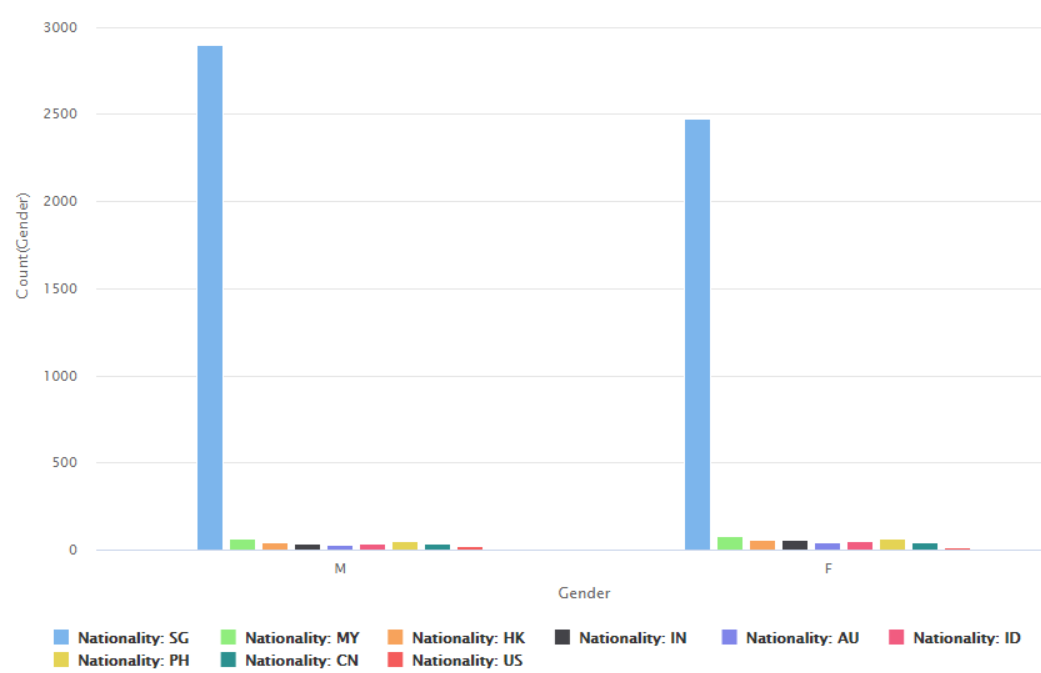 3000
2500
2000
1500
1000
500
0
Count(Gender)
M F
Gender
Nationality: SG Nationality: MY Nationality: HK Nationality: IN Nationality: AU Nationality: ID
Nationality: PH Nationality: CN Nationality: US